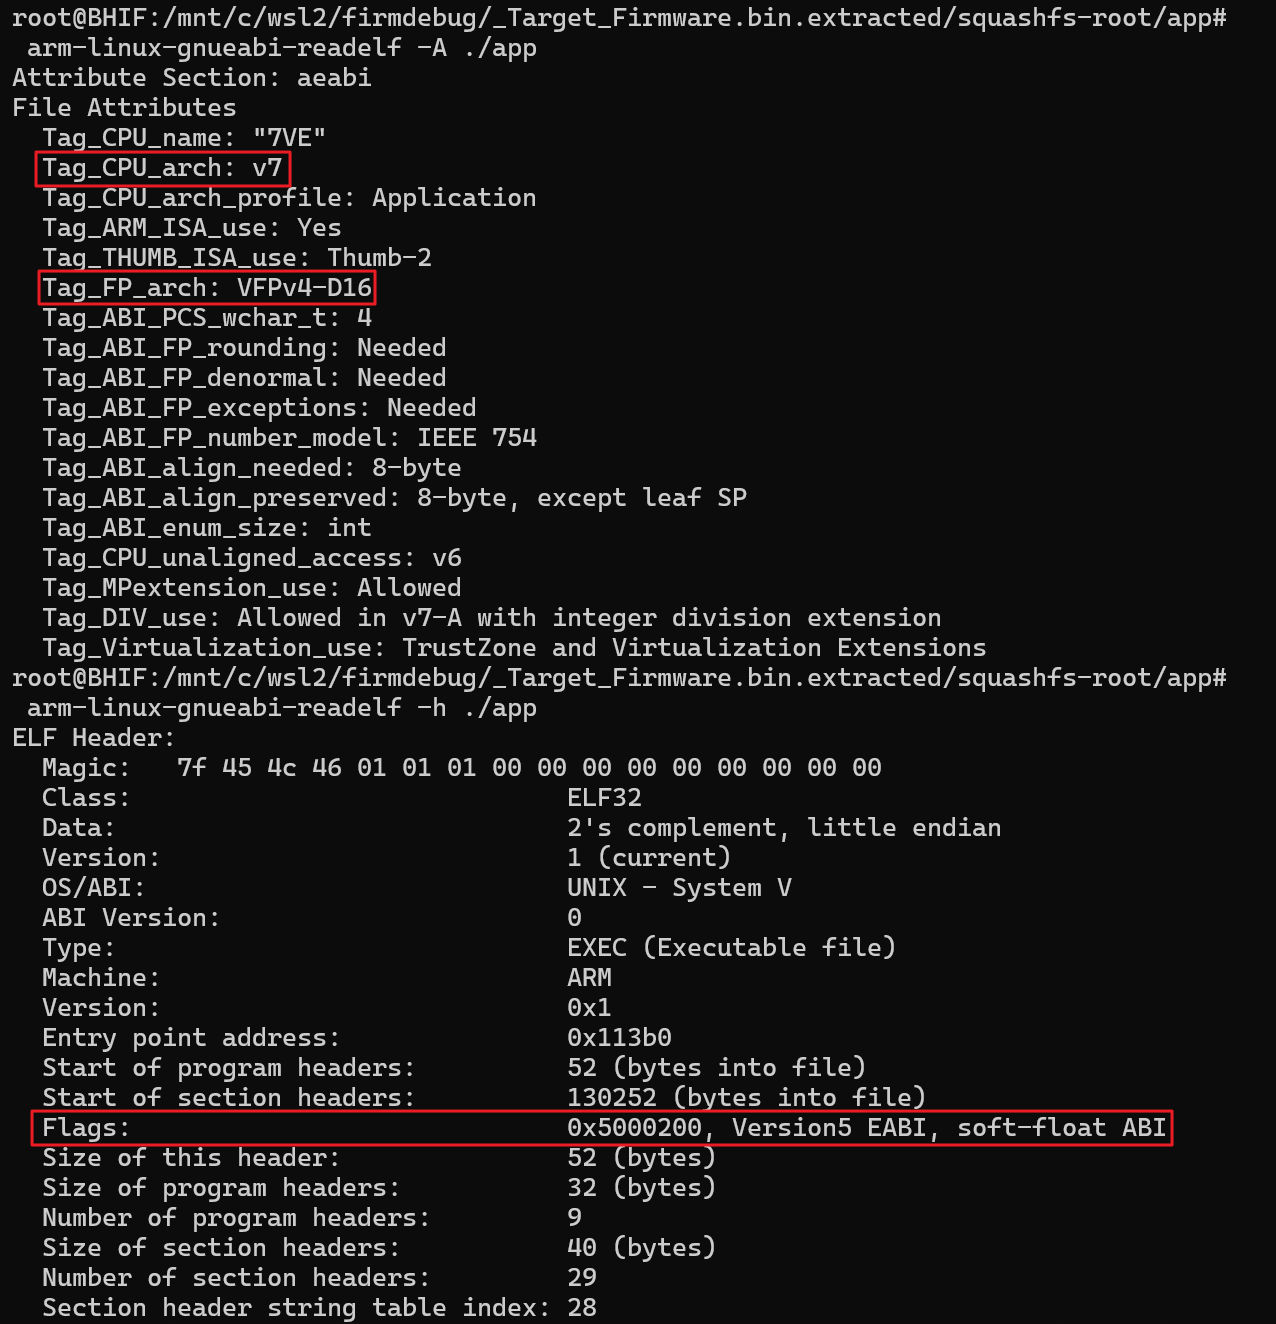 root@BHIF:/mnt/c/wsl2/firmdebug/_Target_Firmware.bin.extracted/squashfs-root/app#
 arm-linux-gnueabi-readelf -A ./app
Attribute Section: aeabi
File Attributes
  Tag_CPU_name: "7VE"
  Tag_CPU_arch: v7
  Tag_CPU_arch_profile: Application
  Tag_ARM_ISA_use: Yes
  Tag_THUMB_ISA_use: Thumb-2
  Tag_FP_arch: VFPv4-D16
  Tag_ABI_PCS_wchar_t: 4
  Tag_ABI_FP_rounding: Needed
  Tag_ABI_FP_denormal: Needed
  Tag_ABI_FP_exceptions: Needed
  Tag_ABI_FP_number_model: IEEE 754
  Tag_ABI_align_needed: 8-byte
  Tag_ABI_align_preserved: 8-byte, except leaf SP
  Tag_ABI_enum_size: int
  Tag_CPU_unaligned_access: v6
  Tag_MPextension_use: Allowed
  Tag_DIV_use: Allowed in v7-A with integer division extension
  Tag_Virtualization_use: TrustZone and Virtualization Extensions
root@BHIF:/mnt/c/wsl2/firmdebug/_Target_Firmware.bin.extracted/squashfs-root/app#
 arm-linux-gnueabi-readelf -h ./app
ELF Header:
  Magic:   7f 45 4c 46 01 01 01 00 00 00 00 00 00 00 00 00
  Class:                             ELF32
  Data:                              2's complement, little endian
  Version:                           1 (current)
  OS/ABI:                            UNIX - System V
  ABI Version:                       0
  Type:                              EXEC (Executable file)
  Machine:                           ARM
  Version:                           0x1
  Entry point address:               0x113b0
  Start of program headers:          52 (bytes into file)
  Start of section headers:          130252 (bytes into file)
  Flags:                             0x5000200, Version5 EABI, soft-float ABI
  Size of this header:               52 (bytes)
  Size of program headers:           32 (bytes)
  Number of program headers:         9
  Size of section headers:           40 (bytes)
  Number of section headers:         29
  Section header string table index: 28